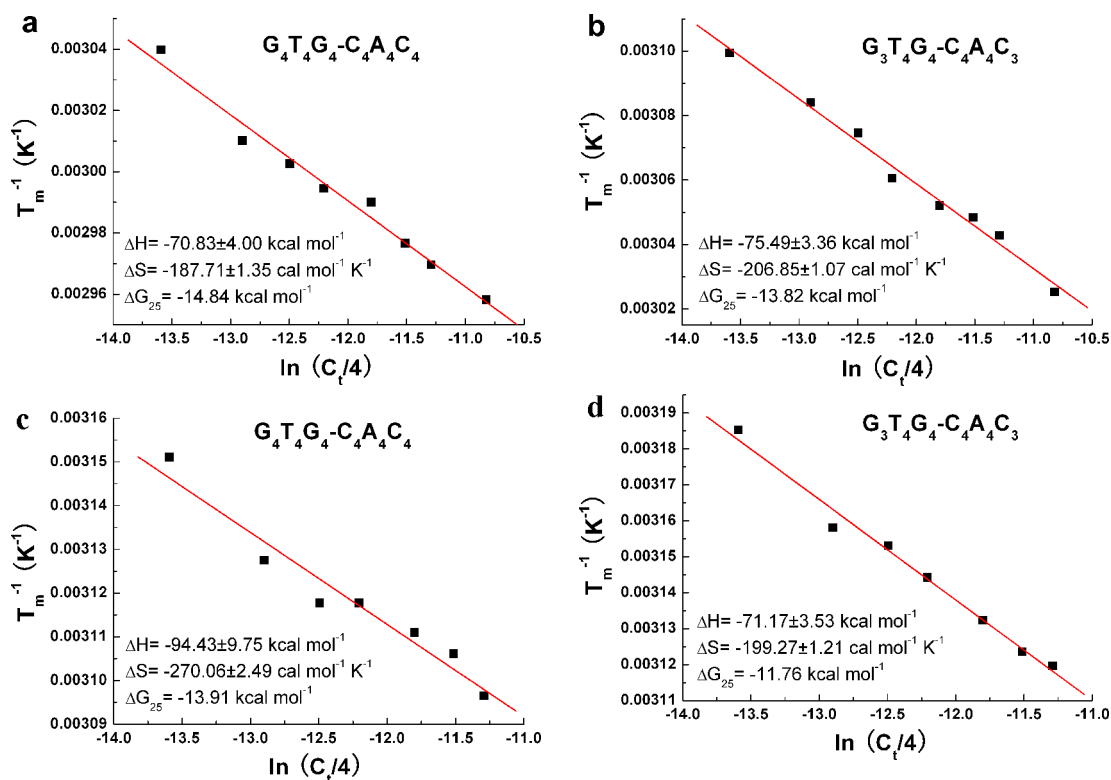 a
G₄T₄G₄-C₄A₄C₄
0.00304
0.00302
0.00300
0.00298
0.00296
Tₘ⁻¹ (K⁻¹)
ΔH= -70.83±4.00 kcal mol⁻¹
ΔS= -187.71±1.35 cal mol⁻¹ K⁻¹
ΔG₂₅= -14.84 kcal mol⁻¹
-14.0 -13.5 -13.0 -12.5 -12.0 -11.5 -11.0 -10.5
ln (Cₜ/4)
b
G₃T₄G₄-C₄A₄C₃
0.00310
0.00308
0.00306
0.00304
0.00302
Tₘ⁻¹ (K⁻¹)
ΔH= -75.49±3.36 kcal mol⁻¹
ΔS= -206.85±1.07 cal mol⁻¹ K⁻¹
ΔG₂₅= -13.82 kcal mol⁻¹
-14.0 -13.5 -13.0 -12.5 -12.0 -11.5 -11.0 -10.5
ln (Cₜ/4)
c
G₄T₄G₄-C₄A₄C₄
0.00316
0.00315
0.00314
0.00313
0.00312
0.00311
0.00310
0.00309
Tₘ⁻¹ (K⁻¹)
ΔH= -94.43±9.75 kcal mol⁻¹
ΔS= -270.06±2.49 cal mol⁻¹ K⁻¹
ΔG₂₅= -13.91 kcal mol⁻¹
-14.0 -13.5 -13.0 -12.5 -12.0 -11.5 -11.0
ln (Cₜ/4)
d
G₃T₄G₄-C₄A₄C₃
0.00319
0.00318
0.00317
0.00316
0.00315
0.00314
0.00313
0.00312
0.00311
Tₘ⁻¹ (K⁻¹)
ΔH= -71.17±3.53 kcal mol⁻¹
ΔS= -199.27±1.21 cal mol⁻¹ K⁻¹
ΔG₂₅= -11.76 kcal mol⁻¹
-14.0 -13.5 -13.0 -12.5 -12.0 -11.5 -11.0
ln (Cₜ/4)